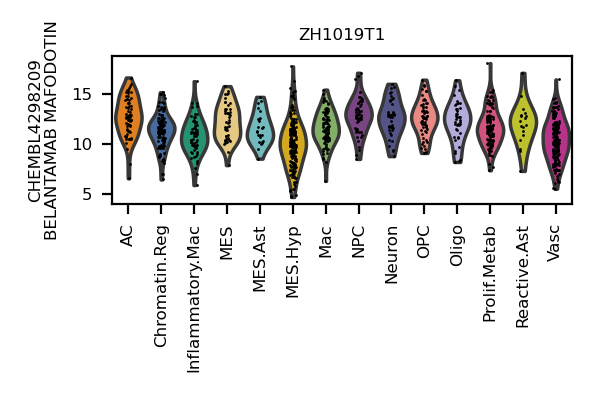 ZH1019T1
CHEMBL4298209
BELANTAMAB MAFODOTIN
15
10
5
AC
Chromatin.Reg
Inflammatory.Mac
MES
MES.Ast
MES.Hyp
Mac
NPC
Neuron
OPC
Oligo
Prolif.Metab
Reactive.Ast
Vasc